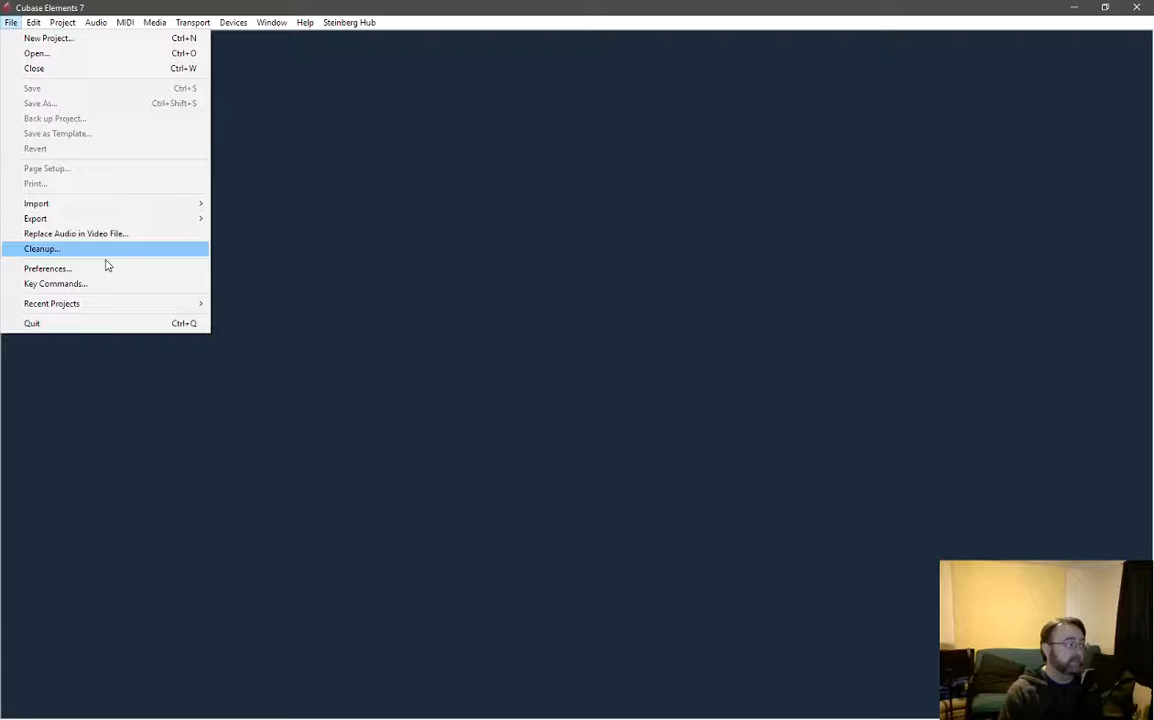 Cubase Elements 7
File Edit Project Audio MIDI Media Transport Devices Window Help Steinberg Hub
New Project... Ctrl+N
Open... Ctrl+O
Close Ctrl+W
Save Ctrl+S
Save As... Ctrl+Shift+S
Back up Project...
Save as Template...
Revert
Page Setup...
Print...
Import
Export
Replace Audio in Video File...
Cleanup...
Preferences...
Key Commands...
Recent Projects
Quit Ctrl+Q